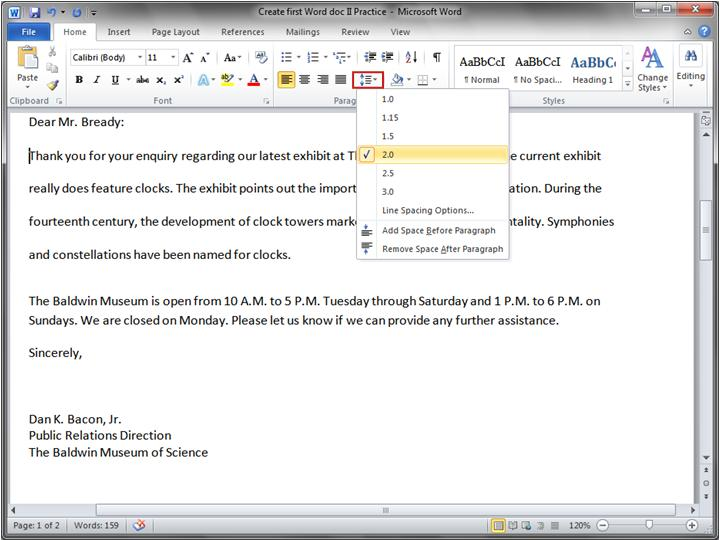 Create first Word doc II Practice - Microsoft Word
File Home Insert Page Layout References Mailings Review View
Calibri (Body) 11
Paste
B I U abc x₂ x² A ab A Aa A A
AaBbCc AaBbCc AaBbC
¶ Normal ¶ No Spaci... Heading 1
Change Styles
Editing
Clipboard Font Parag Styles
1.0
1.15
1.5
2.0
2.5
3.0
Line Spacing Options...
Add Space Before Paragraph
Remove Space After Paragraph
Dear Mr. Bready:
Thank you for your enquiry regarding our latest exhibit at T e current exhibit
really does feature clocks. The exhibit points out the import ation. During the
fourteenth century, the development of clock towers mark ntality. Symphonies
and constellations have been named for clocks.
The Baldwin Museum is open from 10 A.M. to 5 P.M. Tuesday through Saturday and 1 P.M. to 6 P.M. on
Sundays. We are closed on Monday. Please let us know if we can provide any further assistance.
Sincerely,
Dan K. Bacon, Jr.
Public Relations Direction
The Baldwin Museum of Science
Page: 1 of 2 Words: 159 120%